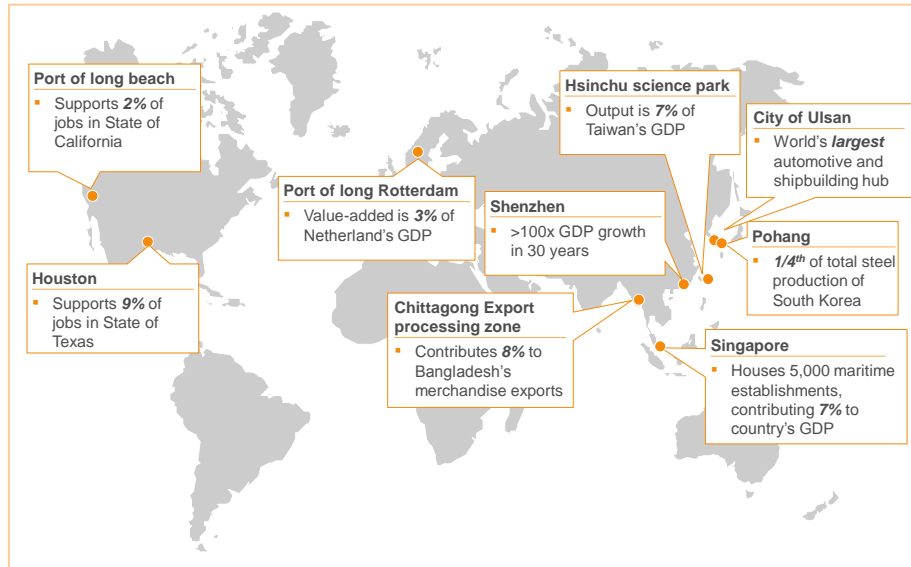 Port of long beach
Supports 2% of
jobs in State of
California
Hsinchu science park
Output is 7% of
Taiwan's GDP
City of Ulsan
World's largest
automotive and
shipbuilding hub
Port of long Rotterdam
Value-added is 3% of
Netherland's GDP
Shenzhen
>100x GDP growth
in 30 years
Pohang
1/4th of total steel
production of
South Korea
Houston
Supports 9% of
jobs in State of
Texas
Chittagong Export
processing zone
Contributes 8% to
Bangladesh's
merchandise exports
Singapore
Houses 5,000 maritime
establishments,
contributing 7% to
country's GDP